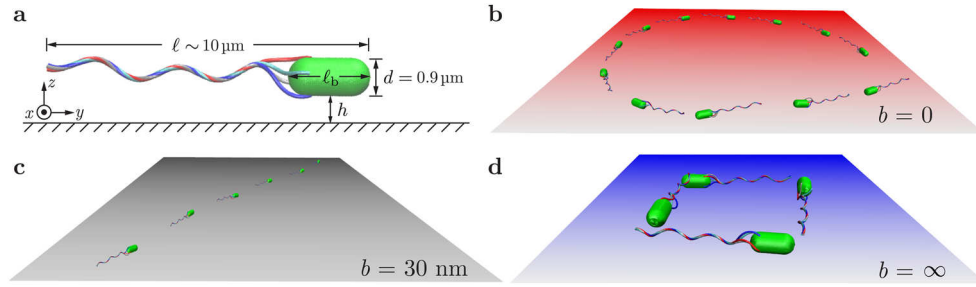 a
ℓ ~ 10 μm
ℓb
d = 0.9 μm
h
z
x
y
b
b = 0
c
b = 30 nm
d
b = ∞